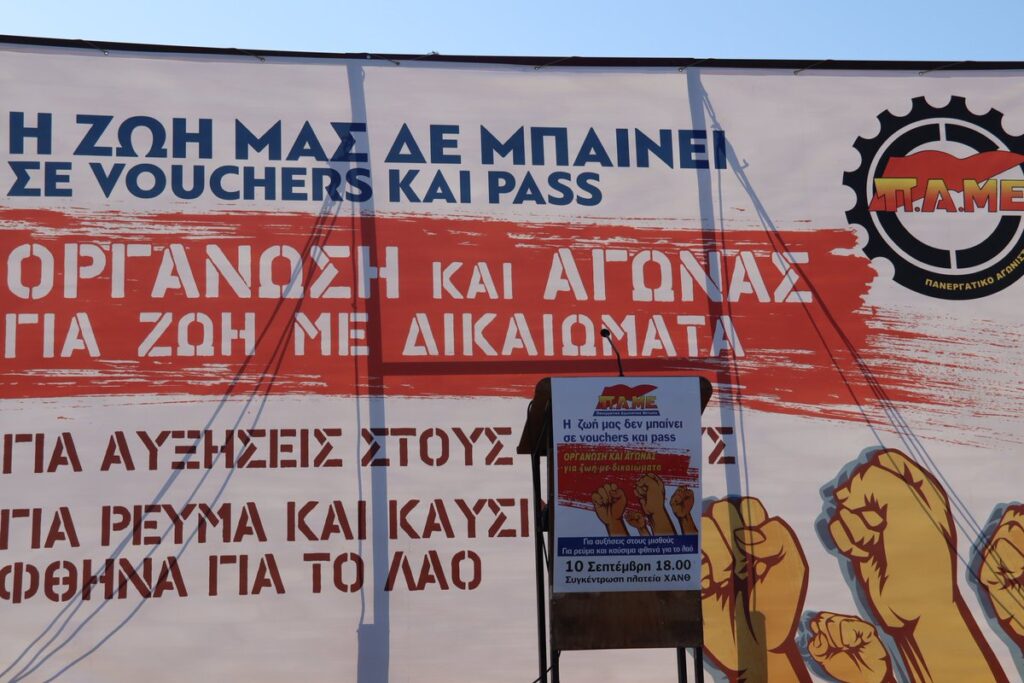 Η ΖΩΗ ΜΑΣ ΔΕ ΜΠΑΙΝΕΙ
ΣΕ VOUCHERS ΚΑΙ PASS
ΟΡΓΑΝΩΣΗ ΚΑΙ ΑΓΩΝΑΣ
ΓΙΑ ΖΩΗ ΜΕ ΔΙΚΑΙΩΜΑΤΑ
ΓΙΑ ΑΥΞΗΣΕΙΣ ΣΤΟΥΣ
ΓΙΑ ΡΕΥΜΑ ΚΑΙ ΚΑΥΣΙ
ΦΘΗΝΑ ΓΙΑ ΤΟ ΛΑΟ
Π.Α.ΜΕ
ΠΑΝΕΡΓΑΤΙΚΟ ΑΓΩΝΙΣ
Π.Α.ΜΕ
Η ζωή μας δεν μπαίνει
σε vouchers και pass
ΟΡΓΑΝΩΣΗ ΚΑΙ ΑΓΩΝΑΣ
για ζωή με δικαιώματα
Για αυξήσεις στους μισθούς
Για ρεύμα και καύσιμα φθηνά για το λαό
10 Σεπτέμβρη 18.00
Συγκέντρωση πλατεία ΧΑΝΘ